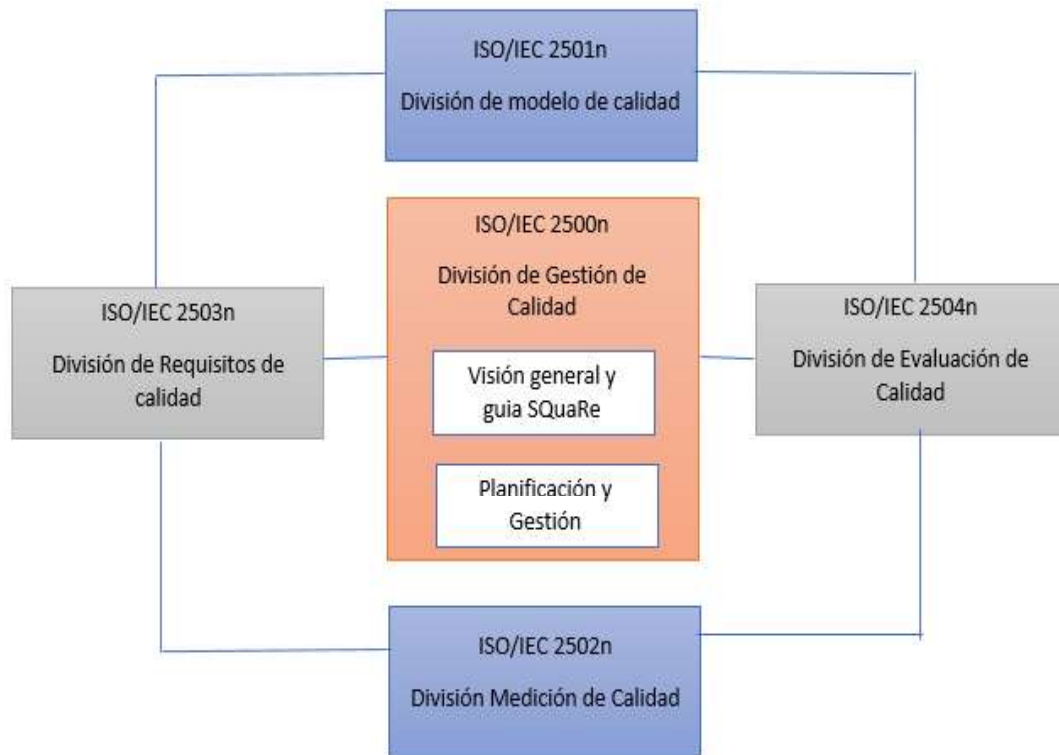 ISO/IEC 2501n
División de modelo de calidad
ISO/IEC 2500n
División de Gestión de
Calidad
Visión general y
guia SQuaRe
Planificación y
Gestión
ISO/IEC 2503n
División de Requisitos de
calidad
ISO/IEC 2504n
División de Evaluación de
Calidad
ISO/IEC 2502n
División Medición de Calidad